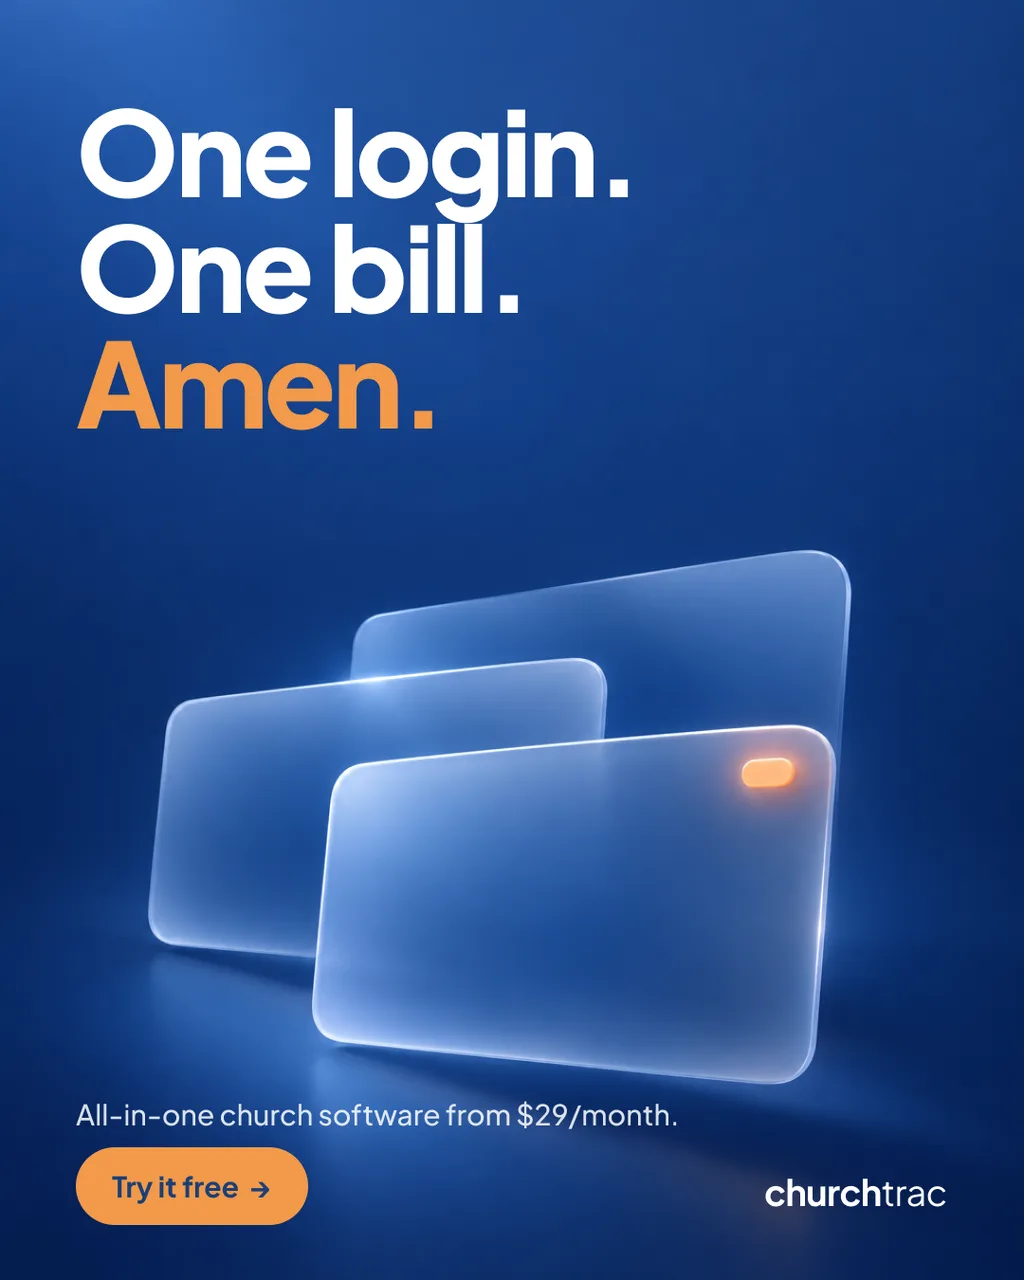 One login.
One bill.
Amen.
All-in-one church software from $29/month.
Try it free →
churchtrac